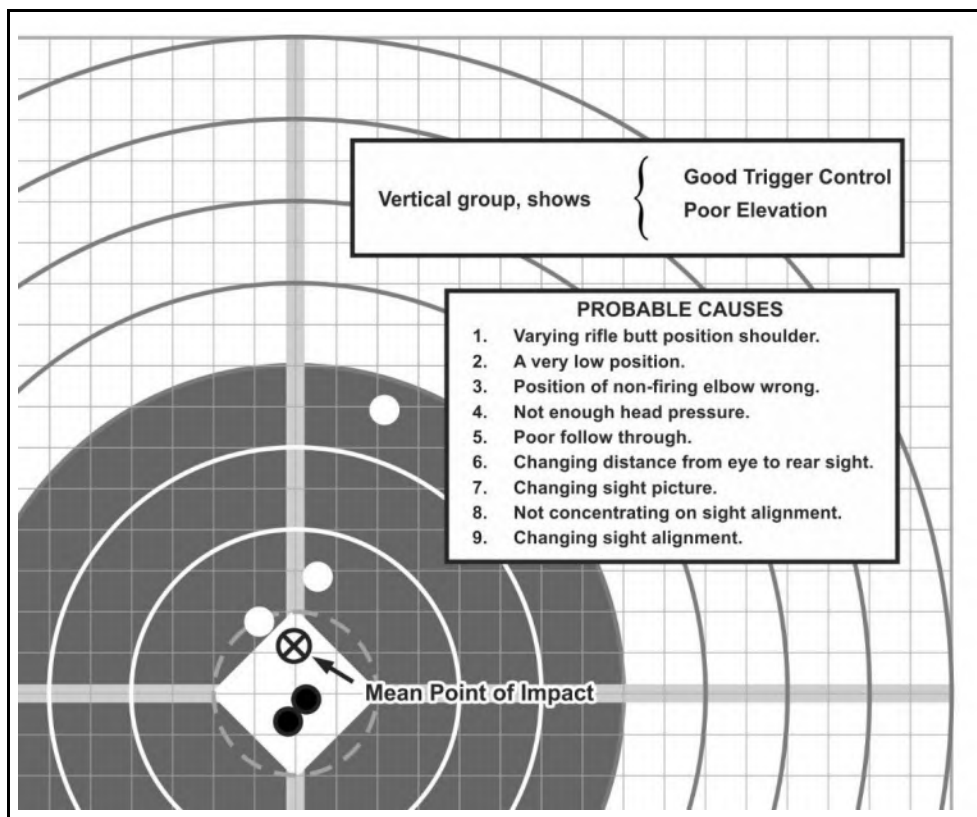 Vertical group, shows
Good Trigger Control
Poor Elevation
PROBABLE CAUSES
1. Varying rifle butt position shoulder.
2. A very low position.
3. Position of non-firing elbow wrong.
4. Not enough head pressure.
5. Poor follow through.
6. Changing distance from eye to rear sight.
7. Changing sight picture.
8. Not concentrating on sight alignment.
9. Changing sight alignment.
Mean Point of Impact